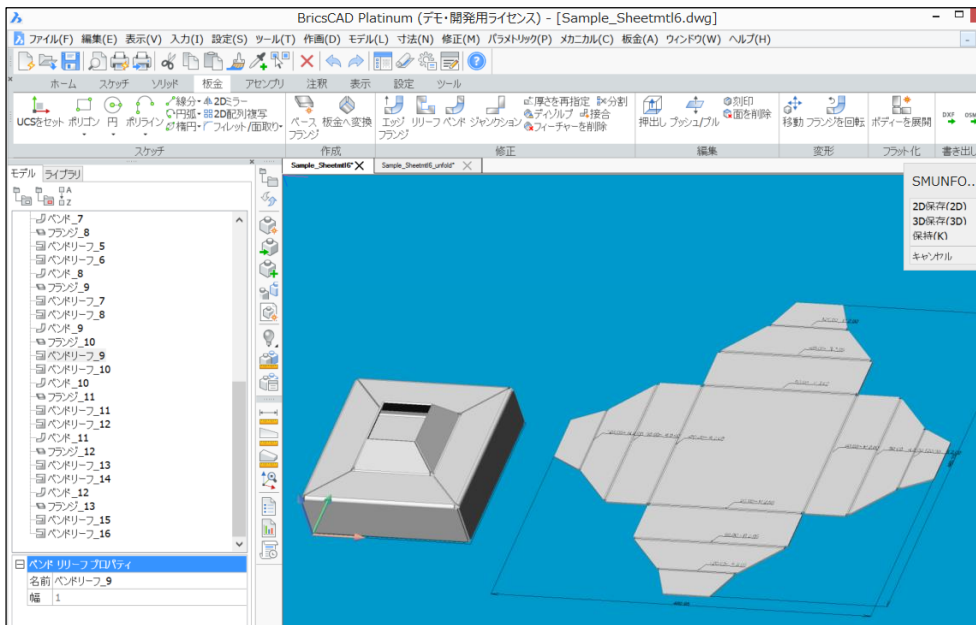 BricsCAD Platinum (デモ・開発用ライセンス) - [Sample_Sheetmtl6.dwg]
ファイル(F) 編集(E) 表示(V) 入力(I) 設定(S) ツール(T) 作画(D) モデル(L) 寸法(N) 修正(M) パラメトリック(P) メカニカル(C) 板金(A) ウィンドウ(W) ヘルプ(H)
ホーム スケッチ ソリッド 板金 アセンブリ 注釈 表示 設定 ツール
線分 2Dミラー
厚さを再指定 分割
刻印
UCSをセット ポリゴン 円 ポリライン
円弧 2D配列複写
ベース フランジ
板金へ変換
エッジ フランジ
リリーフ ベンド ジャンクション
ディゾルブ 接合
押出し プッシュ/プル
面を削除
移動 フランジを回転
ボディーを展開
DXF OSM
楕円 フィレット/面取り
フィーチャーを削除
スケッチ 作成 修正 編集 変形 フラット化 書き出し
モデル ライブラリ
Sample_Sheetmtl6* Sample_Sheetmtl6_unfold*
SMUNFO...
2D保存(2D)
3D保存(3D)
保持(K)
キャンセル
A
Z
ベンド_7
フランジ_8
ベンドリーフ_5
ベンドリーフ_6
ベンド_8
フランジ_9
ベンドリーフ_7
ベンドリーフ_8
ベンド_9
フランジ_10
ベンドリーフ_9
ベンドリーフ_10
ベンド_10
フランジ_11
ベンドリーフ_11
ベンドリーフ_12
ベンド_11
フランジ_12
ベンドリーフ_13
ベンドリーフ_14
ベンド_12
フランジ_13
ベンドリーフ_15
ベンドリーフ_16
ベンド リリーフ プロパティ
名前 ベンドリーフ_9
幅 1